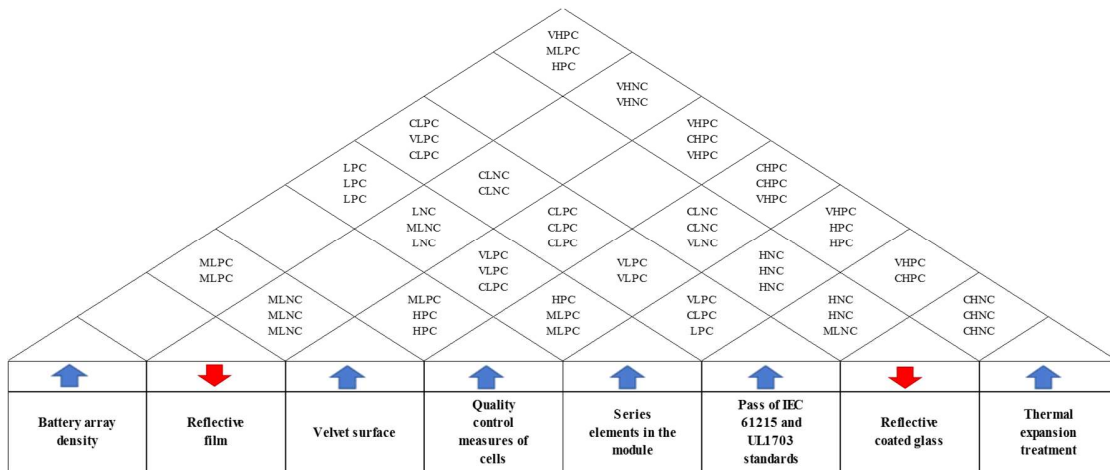 VHPC
MLPC
HPC
VHNC
VHNC
CLPC
VLPC
CLPC
VHPC
CHPC
VHPC
LPC
LPC
LPC
CLNC
CLNC
CHPC
CHPC
VHPC
LNC
MLNC
LNC
CLPC
CLPC
CLPC
CLNC
CLNC
VLNC
VHPC
HPC
HPC
MLPC
MLPC
VLPC
VLPC
CLPC
VLPC
VLPC
HNC
HNC
HNC
VHPC
CHPC
MLNC
MLNC
MLNC
MLPC
HPC
HPC
HPC
MLPC
MLPC
VLPC
CLPC
LPC
HNC
HNC
MLNC
CHNC
CHNC
CHNC
Battery array
density
Reflective
film
Velvet surface
Quality
control
measures of
cells
Series
elements in the
module
Pass of IEC
61215 and
UL1703
standards
Reflective
coated glass
Thermal
expansion
treatment